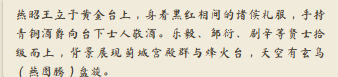 燕昭王立于黄金台上，身着黑红相间的诸侯礼服，手持
青铜酒爵向台下士人敬酒。乐毅、邹衍、剧辛等贤士拾
级而上，背景展现蓟城宫殿群与烽火台，天空有玄鸟
（燕图腾）盘旋。